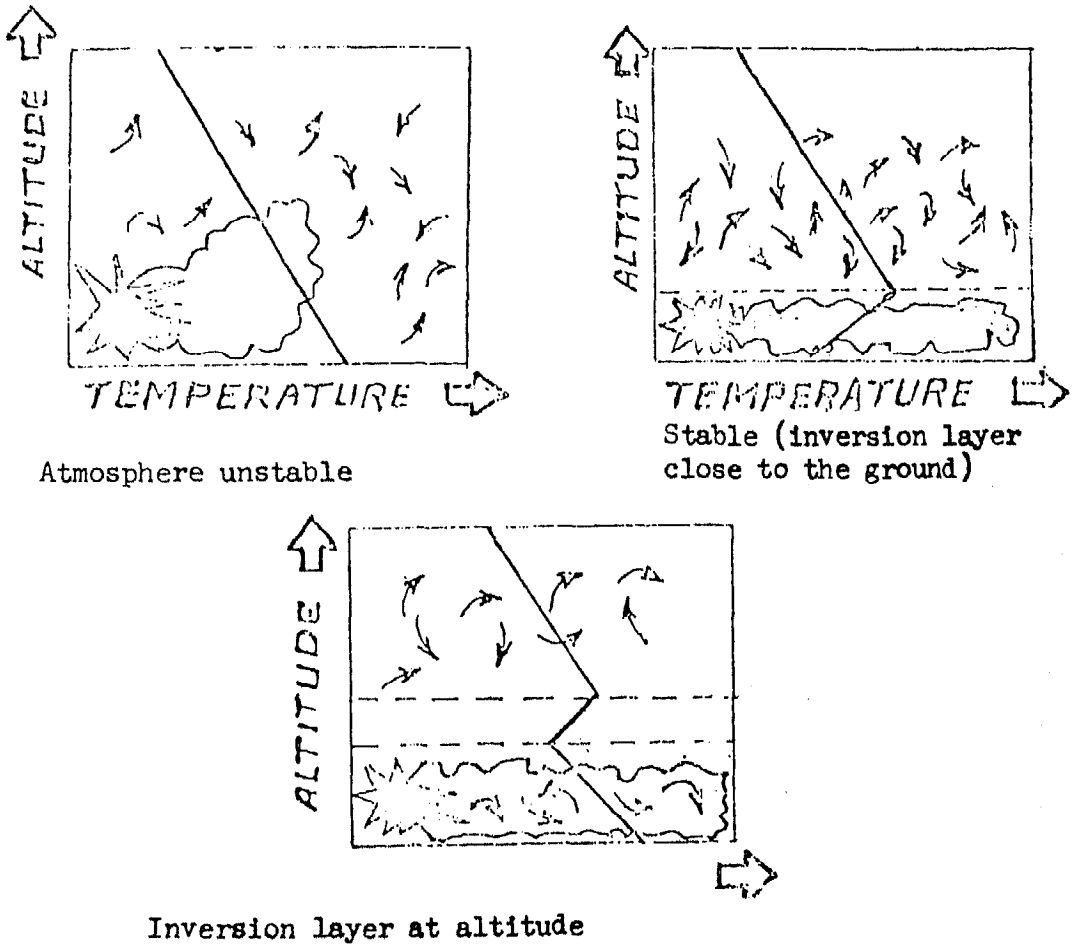 ALTITUDE
TEMPERATURE
Atmosphere unstable
ALTITUDE
TEMPERATURE
Stable (inversion layer
close to the ground)
ALTITUDE
Inversion layer at altitude